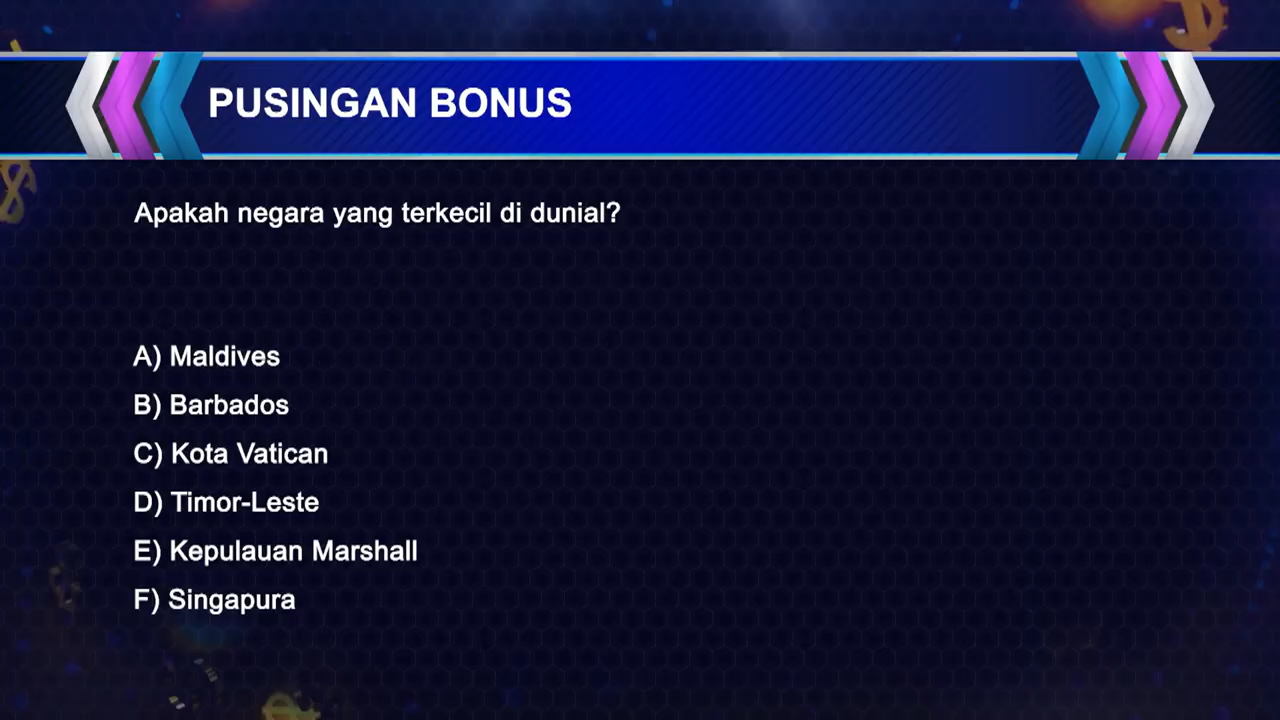 PUSINGAN BONUS
Apakah negara yang terkecil di dunial?
A) Maldives
B) Barbados
C) Kota Vatican
D) Timor-Leste
E) Kepulauan Marshall
F) Singapura